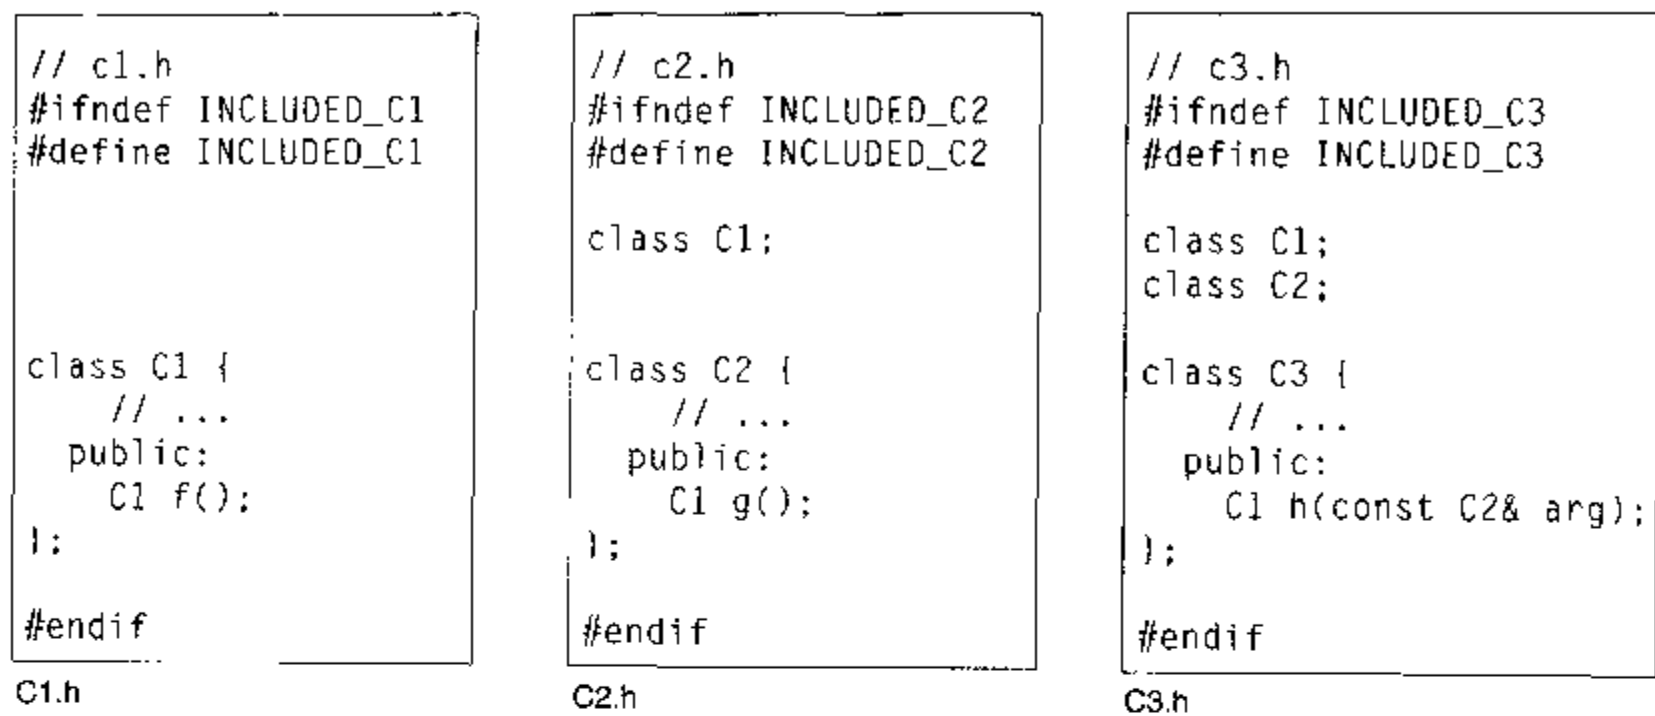 // c1.h
#ifndef INCLUDED_C1
#define INCLUDED_C1
class C1 {
// ...
public:
C1 f();
};
#endif
C1.h
// c2.h
#ifndef INCLUDED_C2
#define INCLUDED_C2
class C1;
class C2 {
// ...
public:
C1 g();
};
#endif
C2.h
// c3.h
#ifndef INCLUDED_C3
#define INCLUDED_C3
class C1;
class C2;
class C3 {
// ...
public:
C1 h(const C2& arg);
};
#endif
C3.h